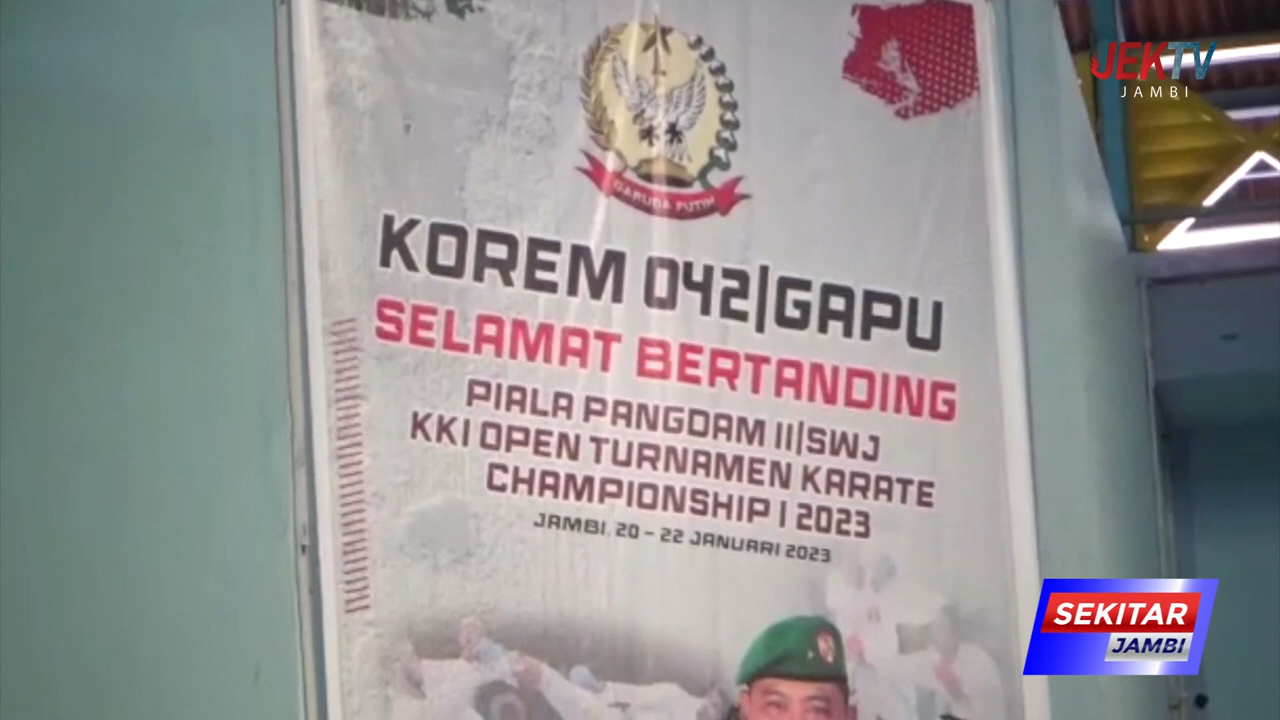 JEKTV
JAMBI
GARUDA PUTIH
KOREM 042|GAPU
SELAMAT BERTANDING
PIALA PANGDAM II|SWJ
KKI OPEN TURNAMEN KARATE
CHAMPIONSHIP I 2023
JAMBI, 20 - 22 JANUARI 2023
SEKITAR
JAMBI